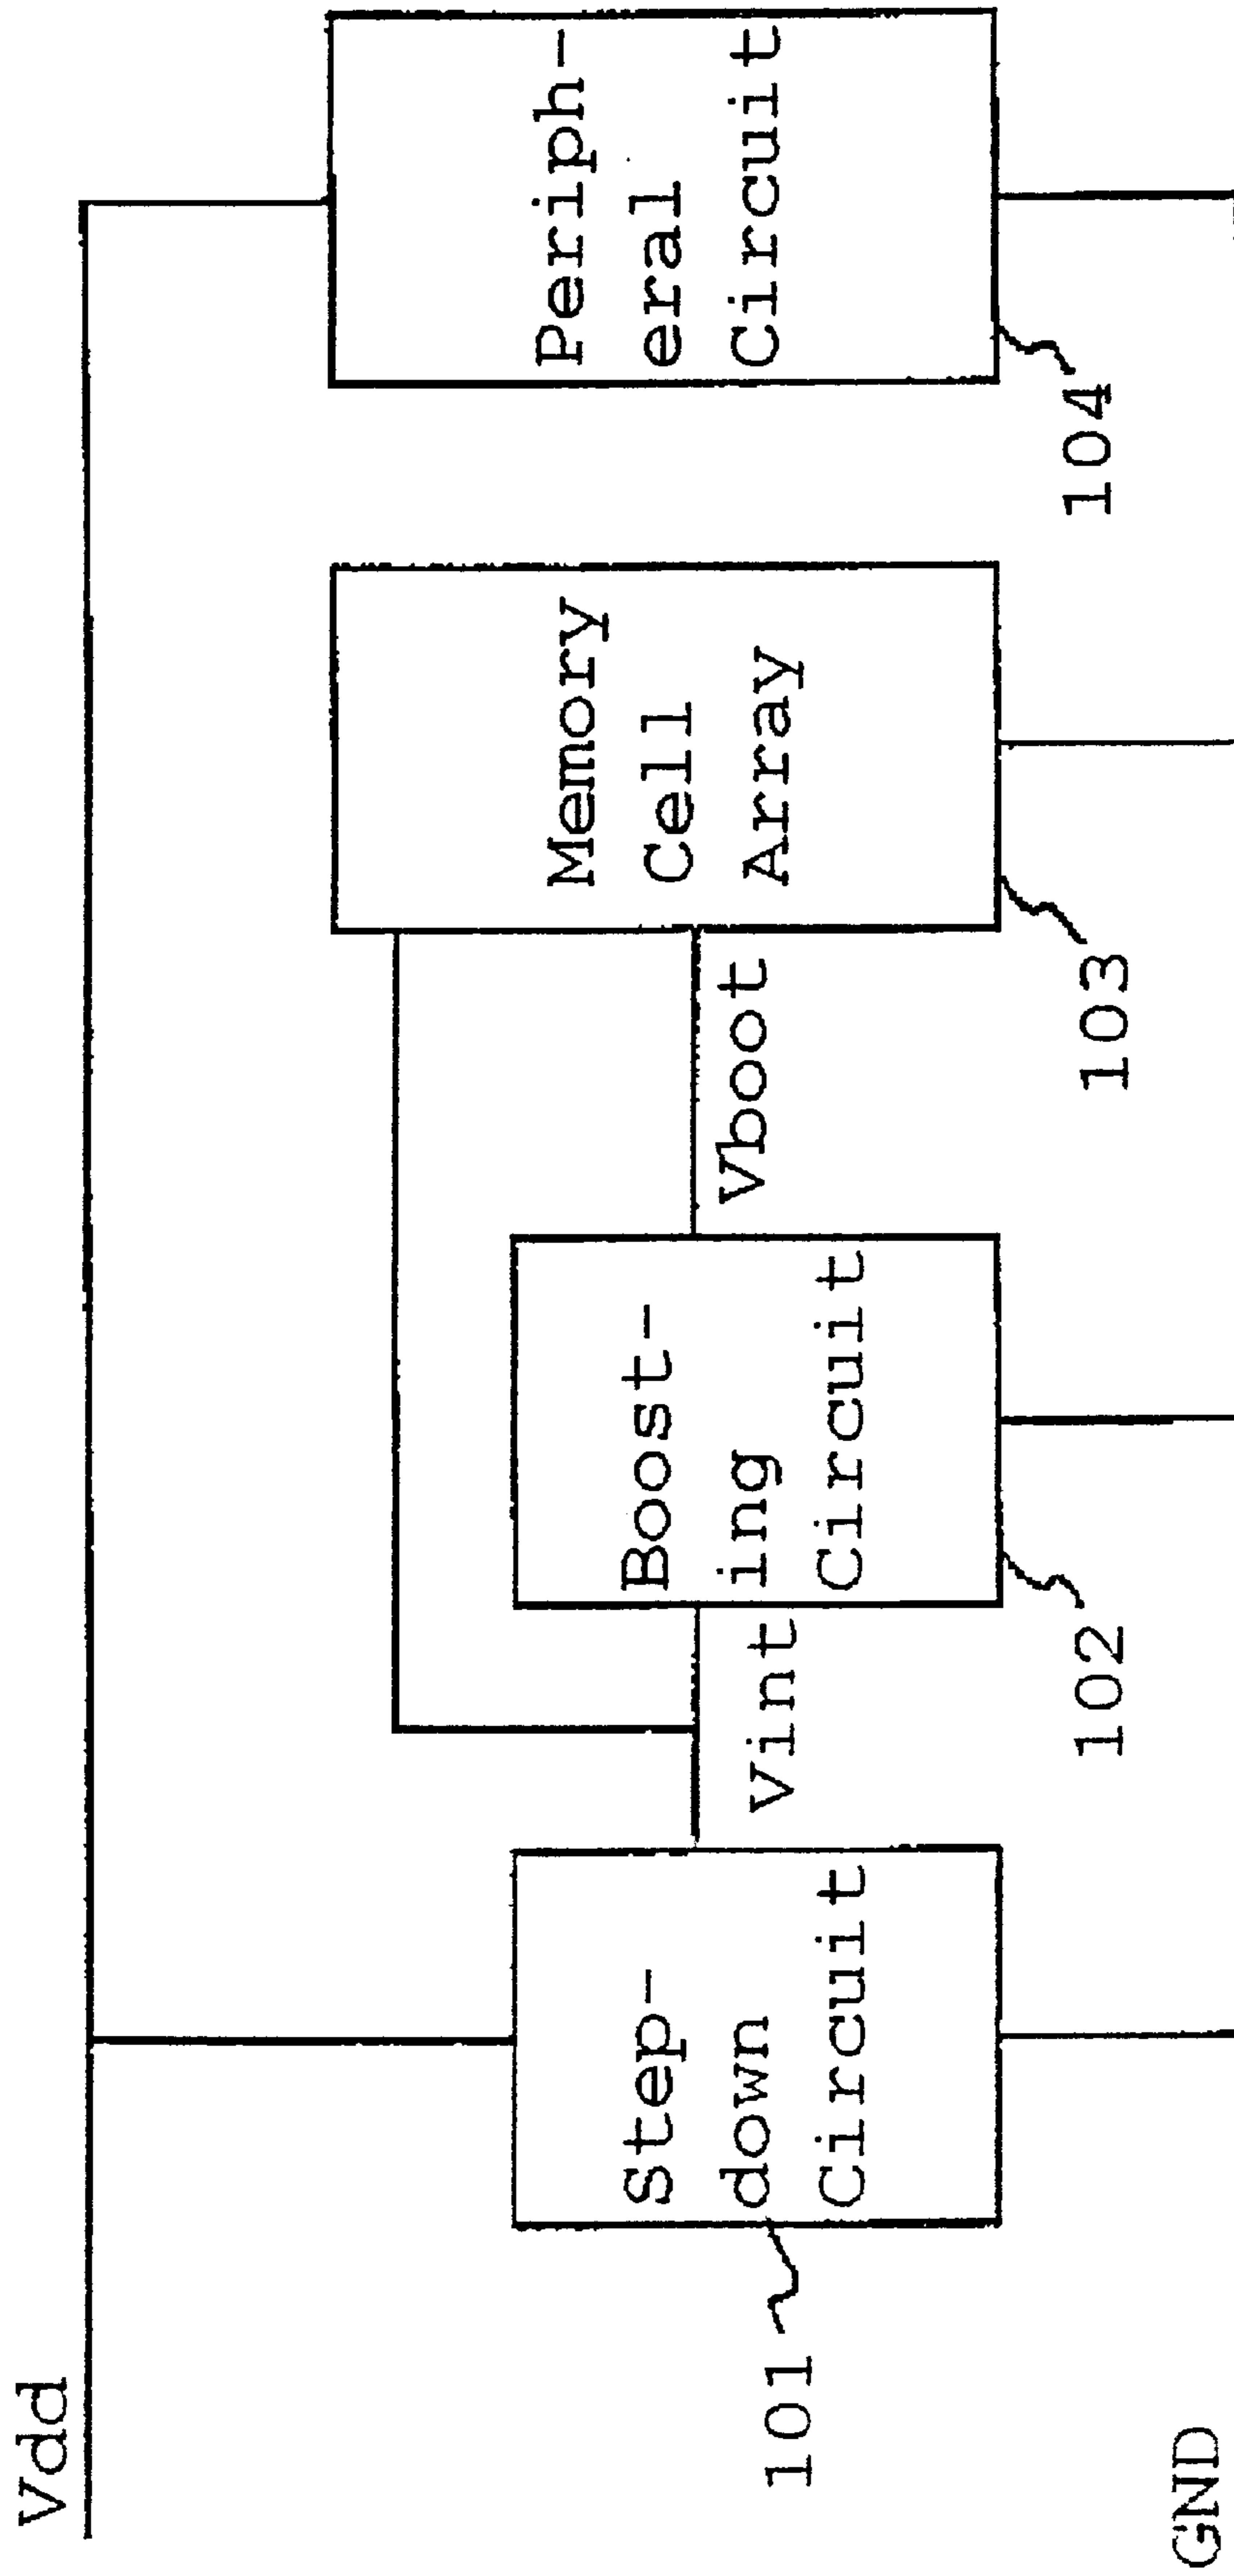 Vdd
Step-
down
Circuit
101
Vint
Boost-
ing
Circuit
102
Vboot
Memory
Cell
Array
103
Periph-
eral
Circuit
104
GND